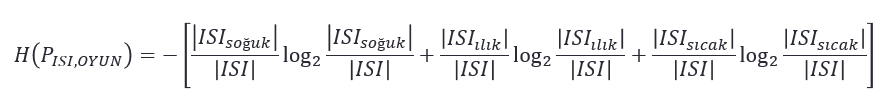 H(P_{ISI,OYUN}) = −[ |ISI_{soğuk}|/|ISI| log₂ |ISI_{soğuk}|/|ISI| + |ISI_{ılık}|/|ISI| log₂ |ISI_{ılık}|/|ISI| + |ISI_{sıcak}|/|ISI| log₂ |ISI_{sıcak}|/|ISI| ]